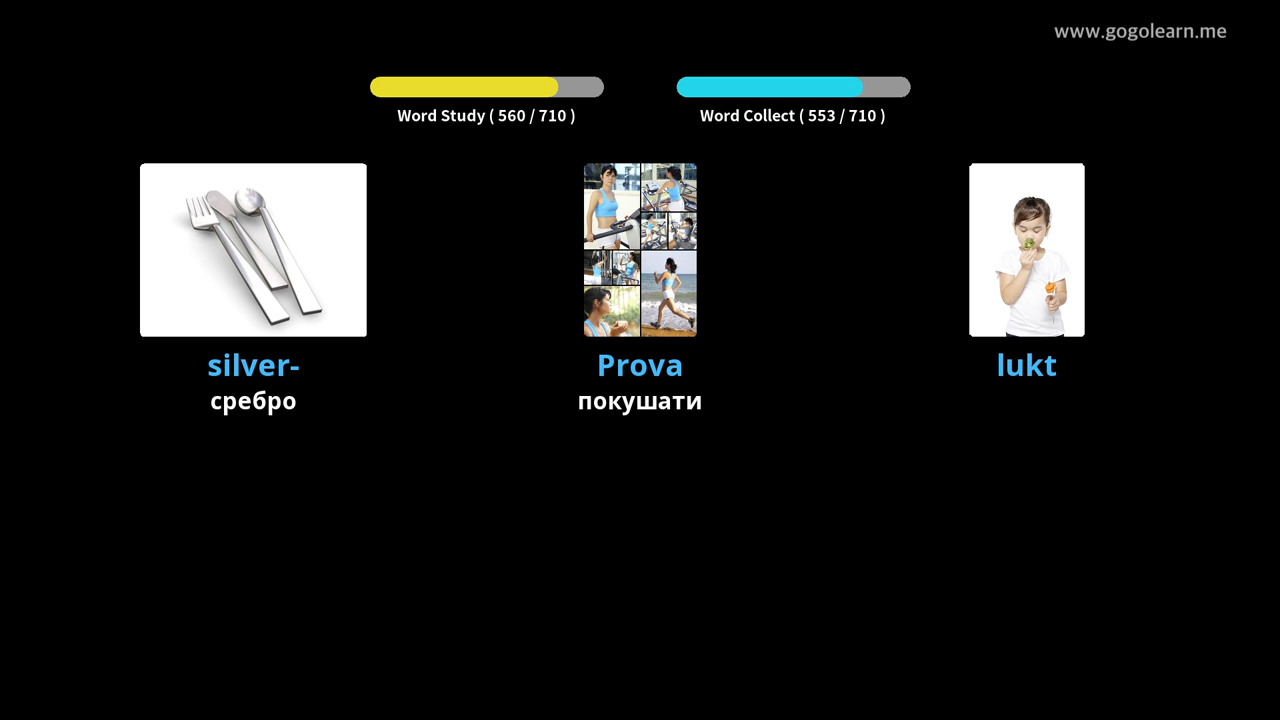 www.gogolearn.me
Word Study ( 560 / 710 )
Word Collect ( 553 / 710 )
silver-
Prova
lukt
сребро
покушати